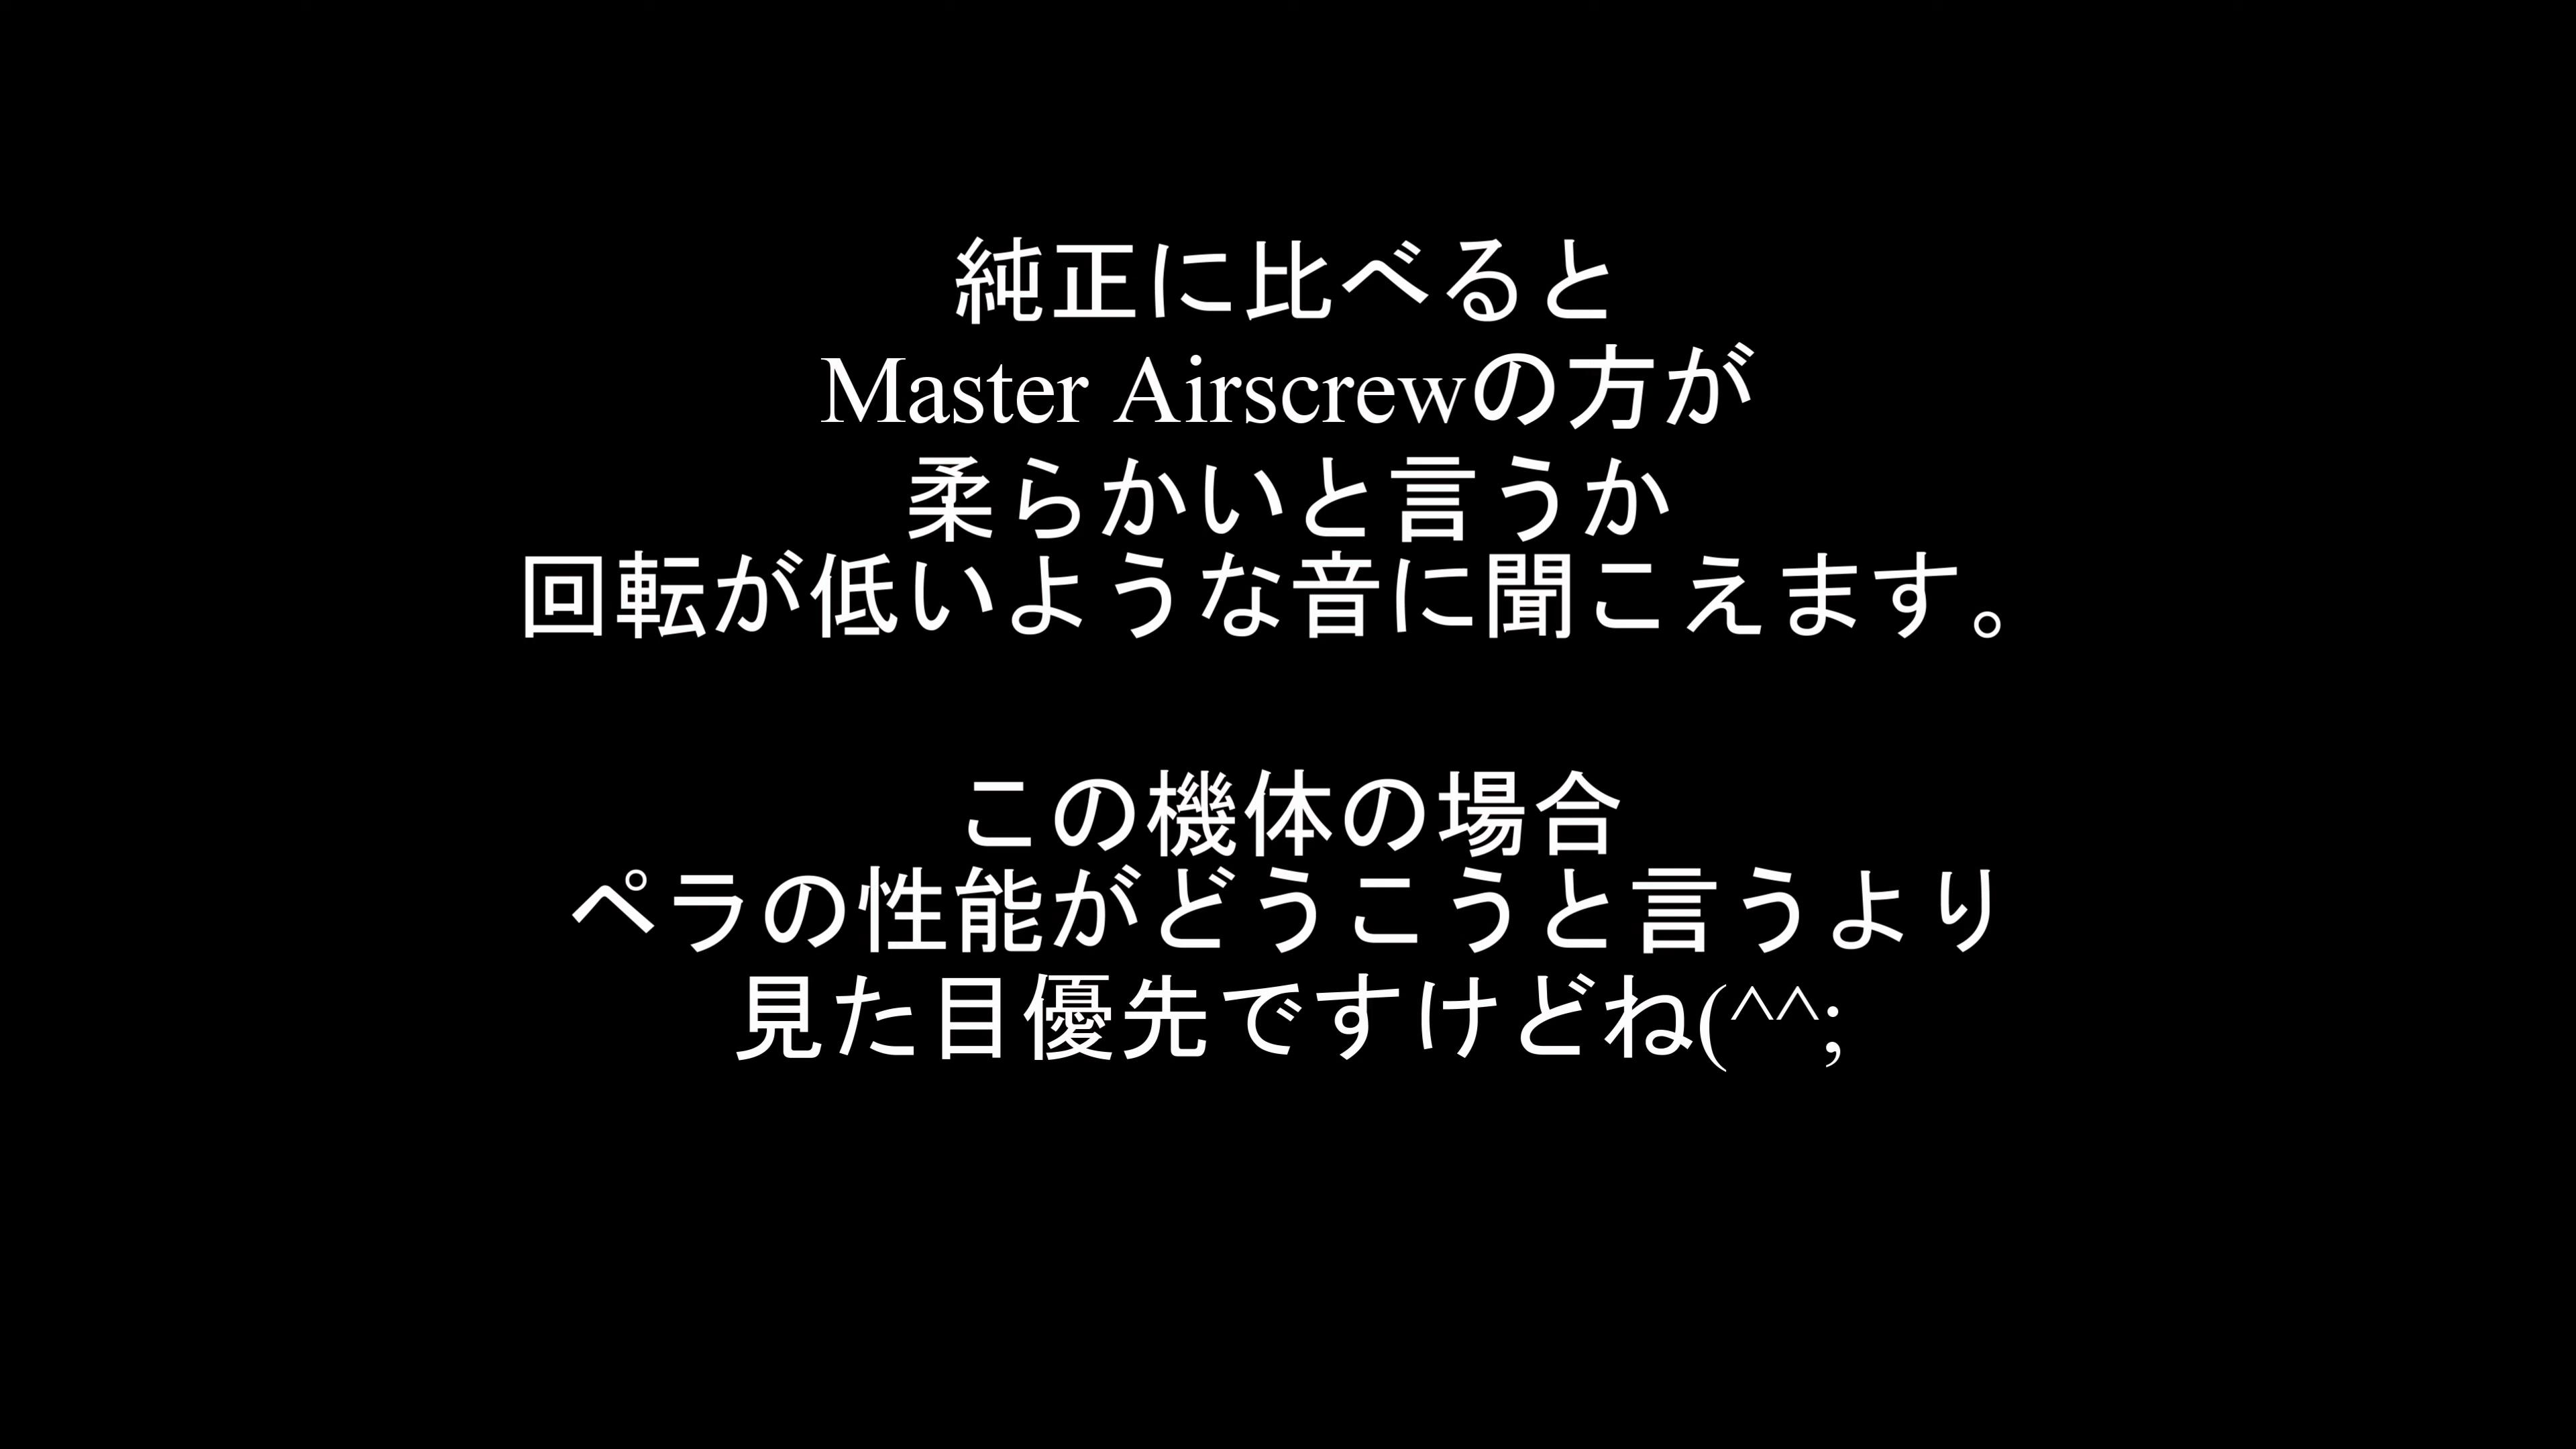 純正に比べると
Master Airscrewの方が
柔らかいと言うか
回転が低いような音に聞こえます。
この機体の場合
ペラの性能がどうこうと言うより
見た目優先ですけどね(^^;